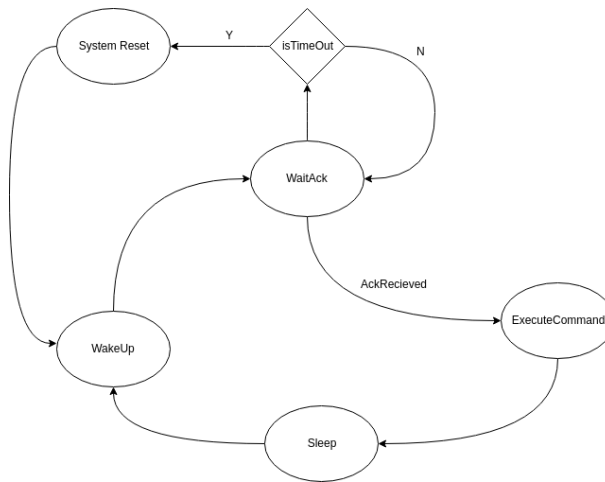 System Reset
Y
isTimeOut
N
WaitAck
AckRecieved
ExecuteCommand
WakeUp
Sleep